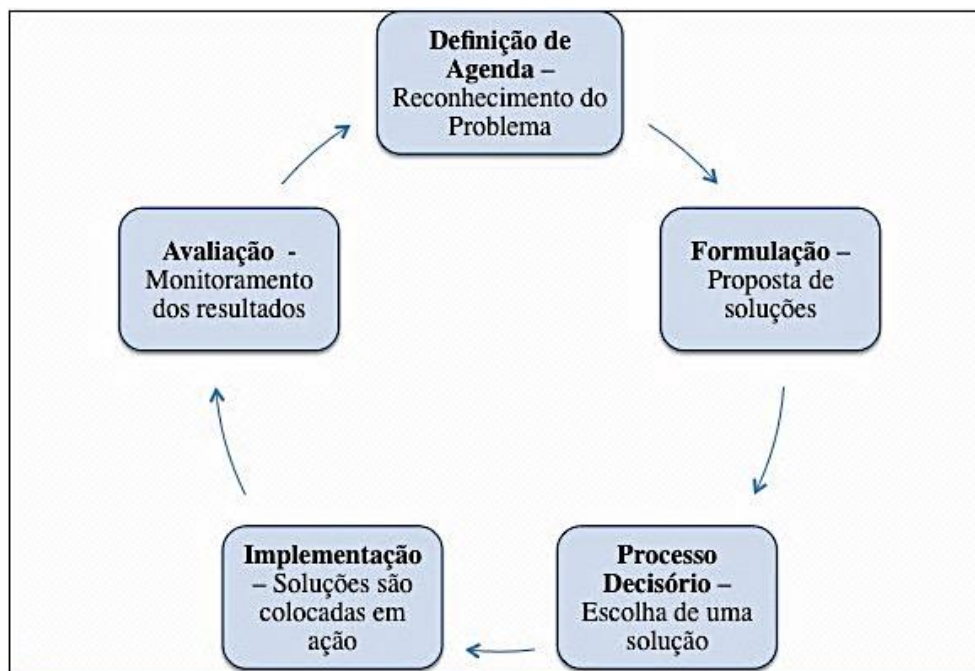 Definição de
Agenda –
Reconhecimento do
Problema
Formulação –
Proposta de
soluções
Processo
Decisório –
Escolha de uma
solução
Implementação
– Soluções são
colocadas em
ação
Avaliação -
Monitoramento
dos resultados